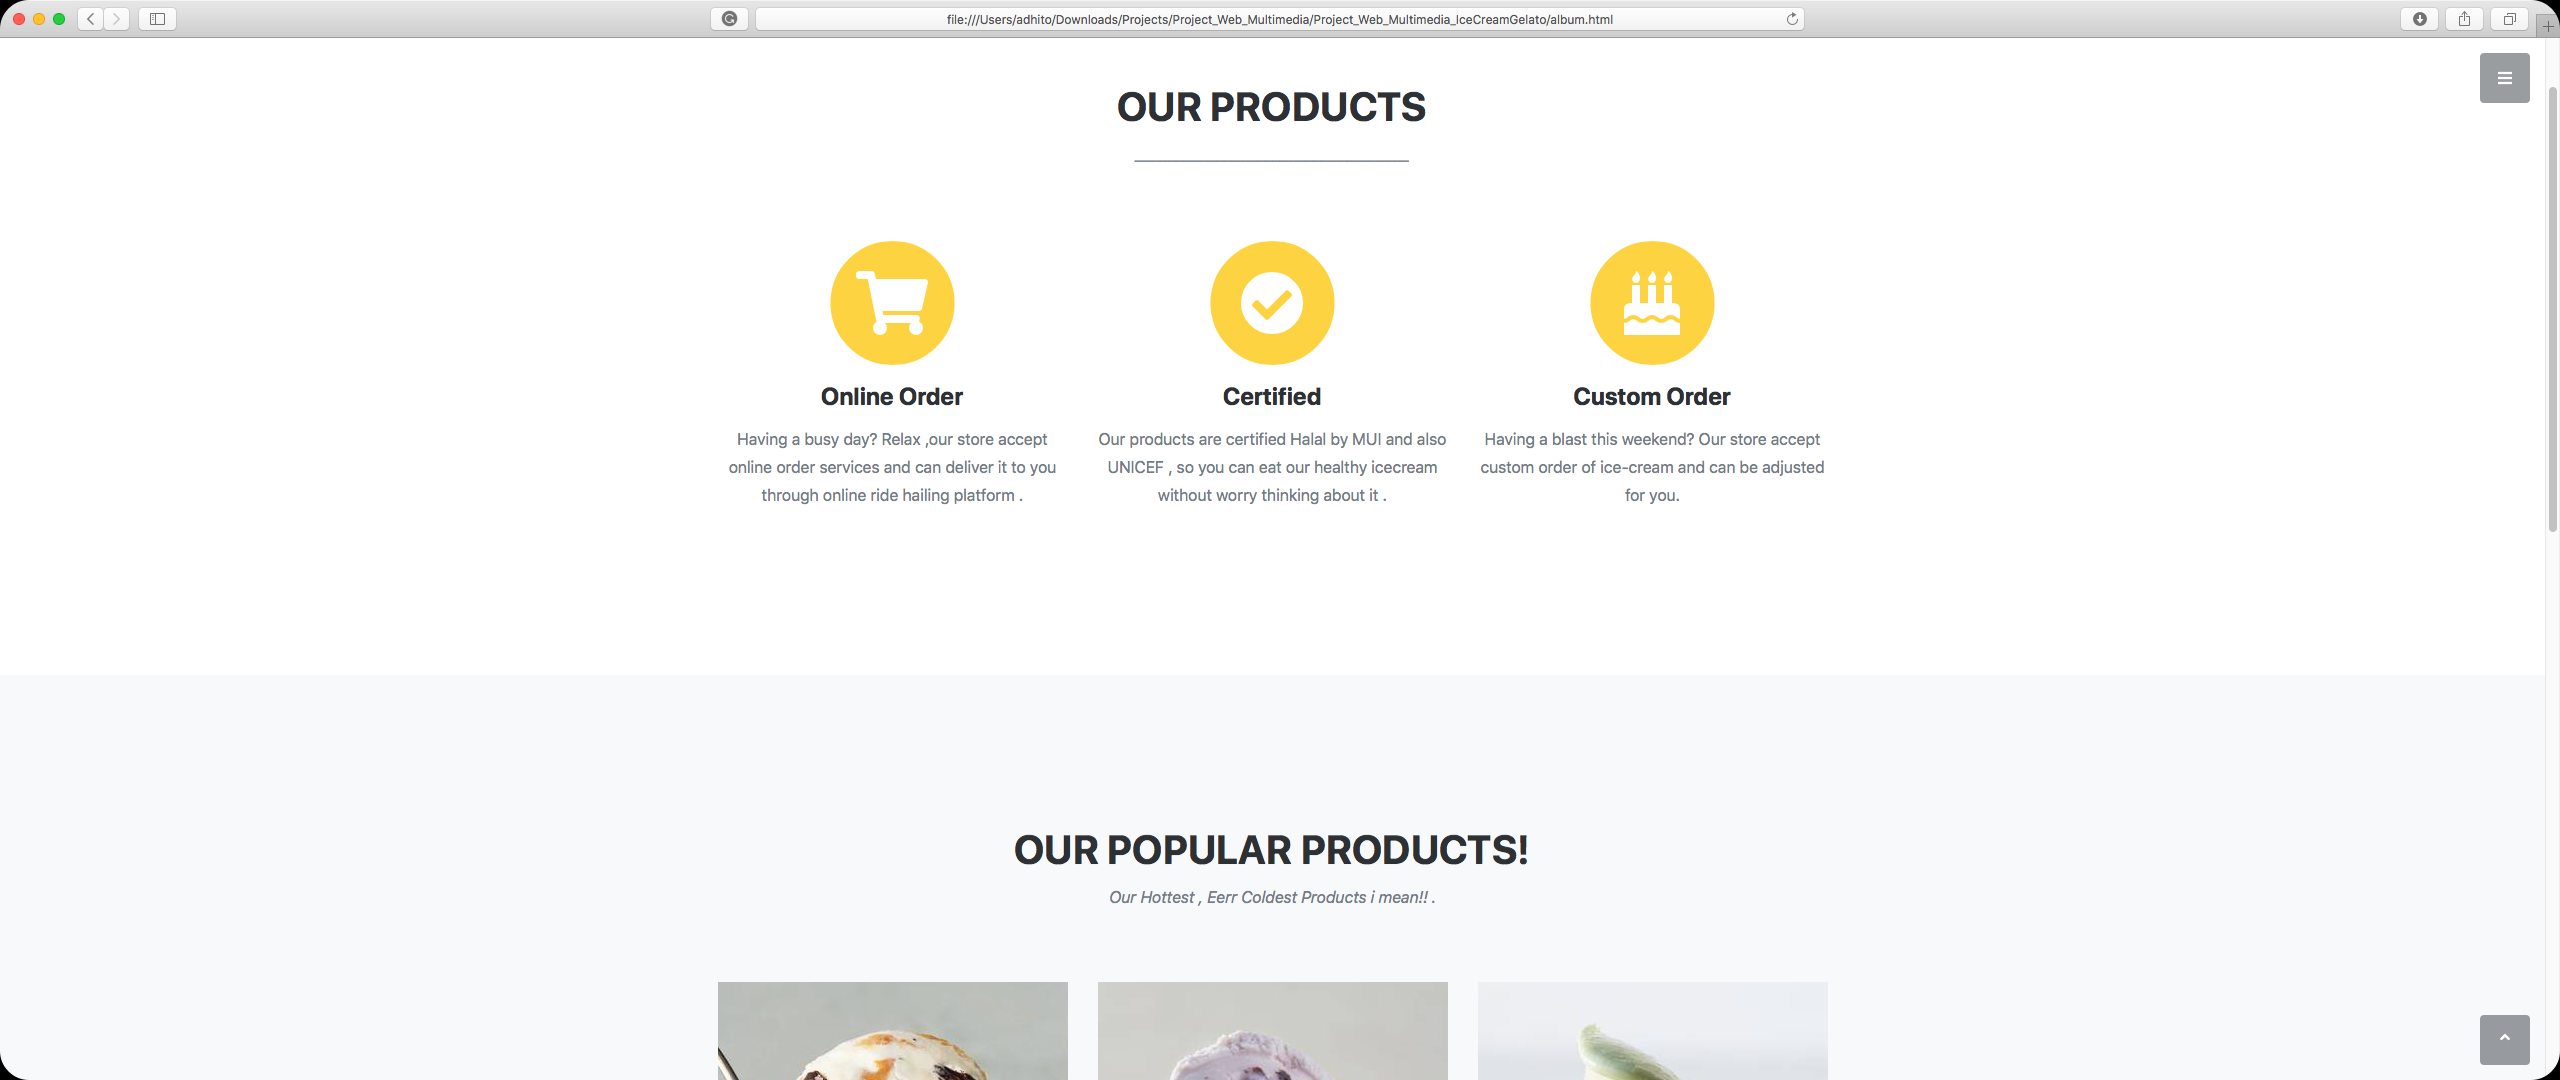 file:///Users/adhito/Downloads/Projects/Project_Web_Multimedia/Project_Web_Multimedia_IceCreamGelato/album.html
OUR PRODUCTS
Online Order
Having a busy day? Relax ,our store accept
online order services and can deliver it to you
through online ride hailing platform .
Certified
Our products are certified Halal by MUI and also
UNICEF , so you can eat our healthy icecream
without worry thinking about it .
Custom Order
Having a blast this weekend? Our store accept
custom order of ice-cream and can be adjusted
for you.
OUR POPULAR PRODUCTS!
Our Hottest , Eerr Coldest Products i mean!! .